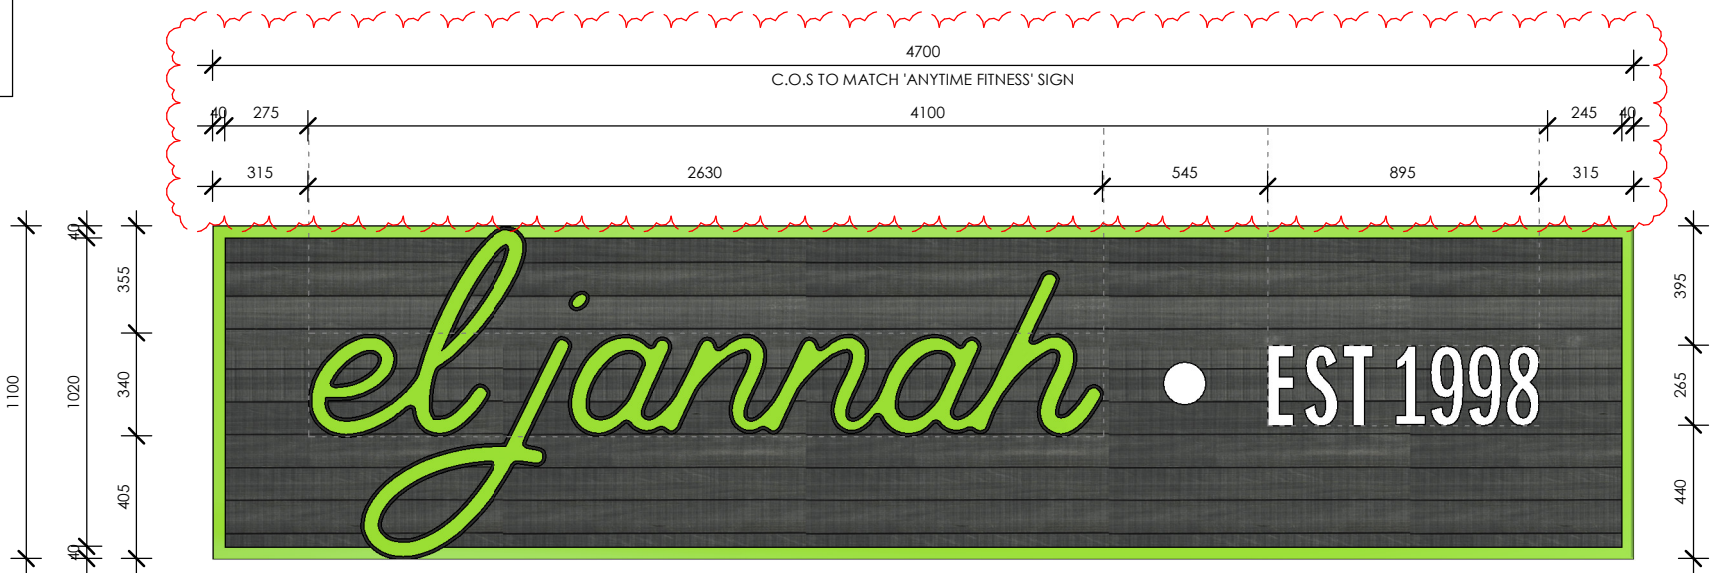 4700
C.O.S TO MATCH 'ANYTIME FITNESS' SIGN
40 275 4100 245 40
315 2630 545 895 315
1100
40 1020 40
355 340 405
el jannah
EST 1998
395 265 440